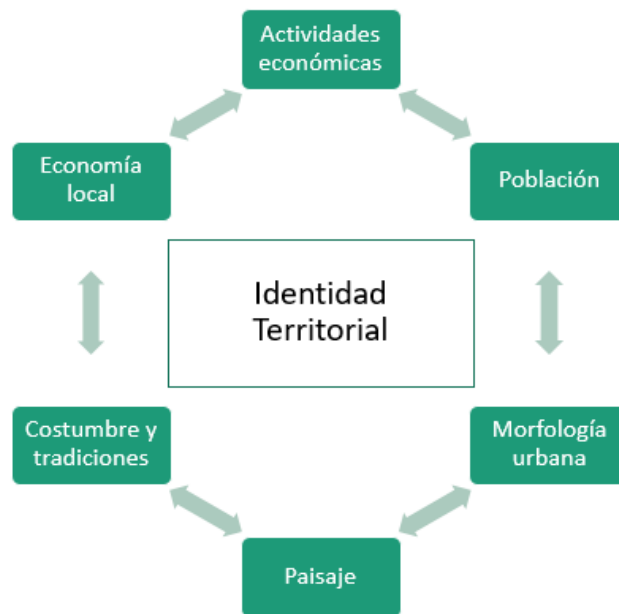 Actividades
económicas
Economía
local
Población
Identidad
Territorial
Costumbre y
tradiciones
Morfología
urbana
Paisaje